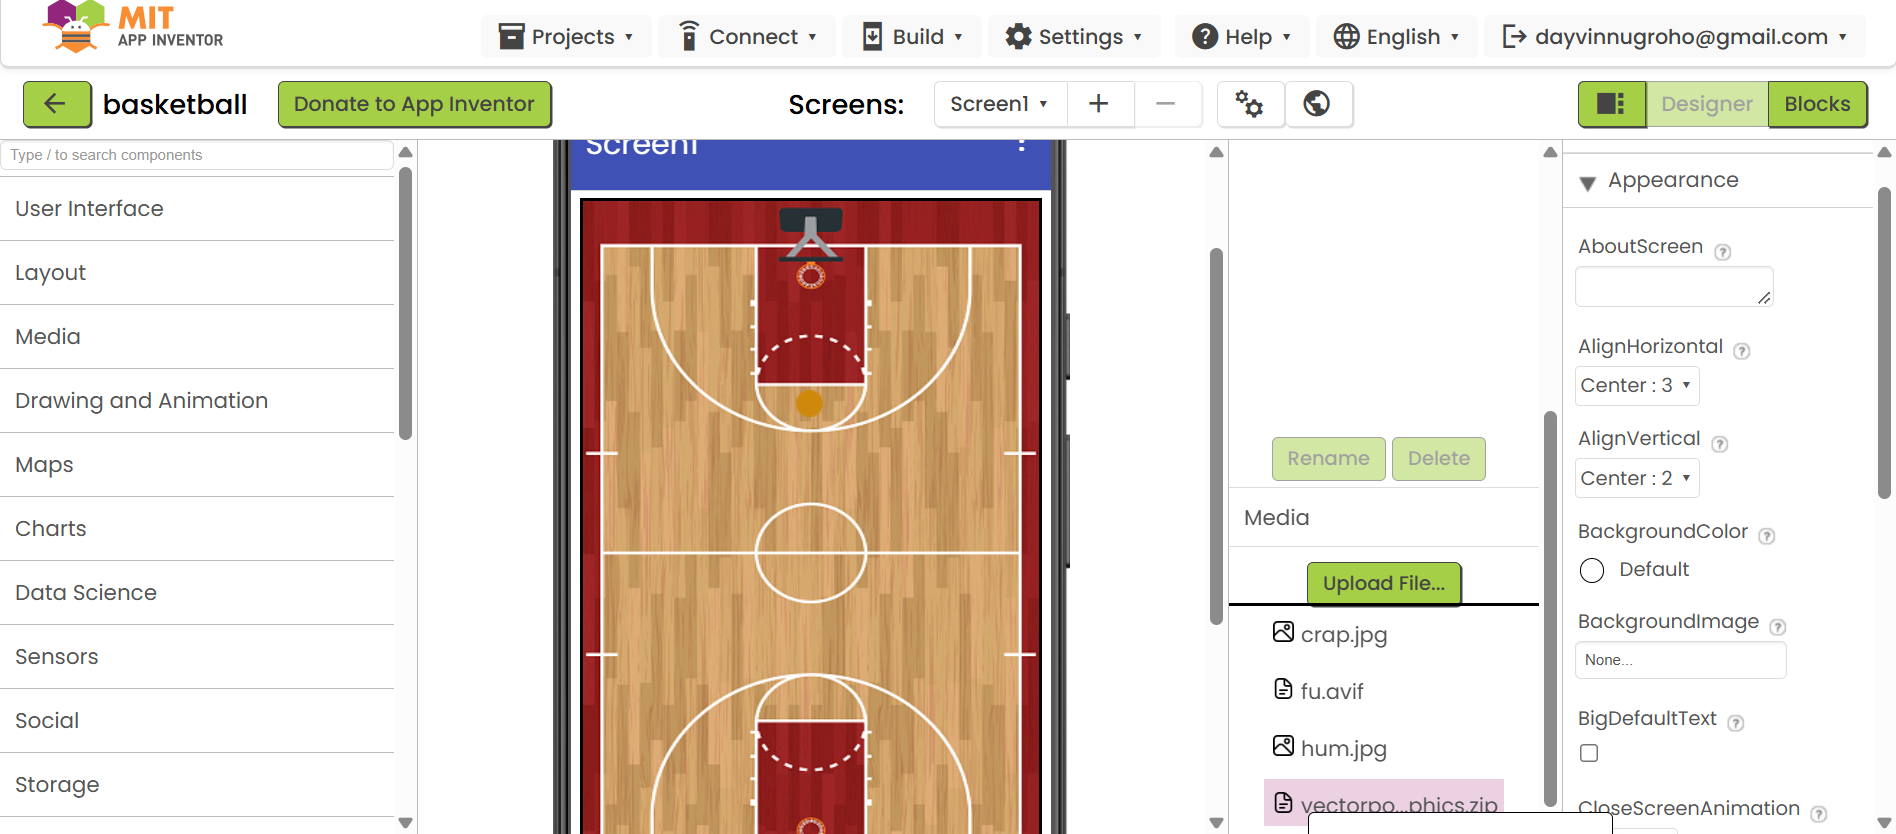 MIT
APP INVENTOR
Projects
Connect
Build
Settings
Help
English
dayvinnugroho@gmail.com
basketball
Donate to App Inventor
Screens:
Screen1
Designer
Blocks
Type / to search components
User Interface
Layout
Media
Drawing and Animation
Maps
Charts
Data Science
Sensors
Social
Storage
Screen1
Rename
Delete
Media
Upload File...
crap.jpg
fu.avif
hum.jpg
vectorpo...phics.zip
Appearance
AboutScreen
AlignHorizontal
Center : 3
AlignVertical
Center : 2
BackgroundColor
Default
BackgroundImage
None...
BigDefaultText
CloseScreenAnimation